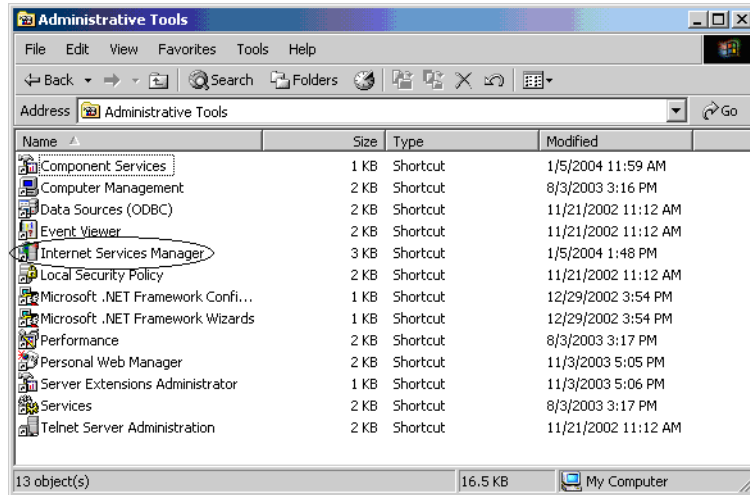 Administrative Tools
File Edit View Favorites Tools Help
Back Search Folders
Address Administrative Tools Go
Name Size Type Modified
Component Services 1 KB Shortcut 1/5/2004 11:59 AM
Computer Management 2 KB Shortcut 8/3/2003 3:16 PM
Data Sources (ODBC) 2 KB Shortcut 11/21/2002 11:12 AM
Event Viewer 2 KB Shortcut 11/21/2002 11:12 AM
Internet Services Manager 3 KB Shortcut 1/5/2004 1:48 PM
Local Security Policy 2 KB Shortcut 11/21/2002 11:12 AM
Microsoft .NET Framework Confi... 1 KB Shortcut 12/29/2002 3:54 PM
Microsoft .NET Framework Wizards 1 KB Shortcut 12/29/2002 3:54 PM
Performance 2 KB Shortcut 8/3/2003 3:17 PM
Personal Web Manager 2 KB Shortcut 11/3/2003 5:05 PM
Server Extensions Administrator 1 KB Shortcut 11/3/2003 5:06 PM
Services 2 KB Shortcut 8/3/2003 3:17 PM
Telnet Server Administration 2 KB Shortcut 11/21/2002 11:12 AM
13 object(s) 16.5 KB My Computer